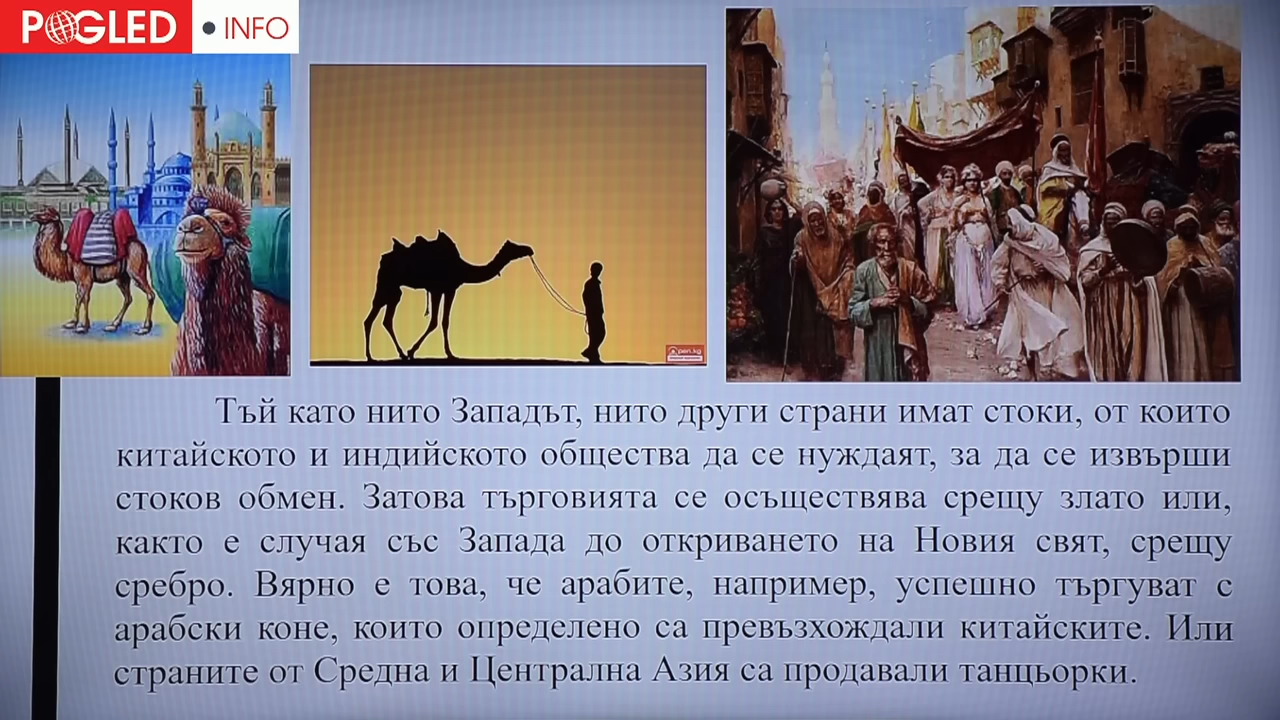 POGLED
INFO
Тъй като нито Западът, нито други страни имат стоки, от които
китайското и индийското общества да се нуждаят, за да се извърши
стоков обмен. Затова търговията се осъществява срещу злато или,
както е случая със Запада до откриването на Новия свят, срещу
сребро. Вярно е това, че арабите, например, успешно търгуват с
арабски коне, които определено са превъзхождали китайските. Или
страните от Средна и Централна Азия са продавали танцьорки.